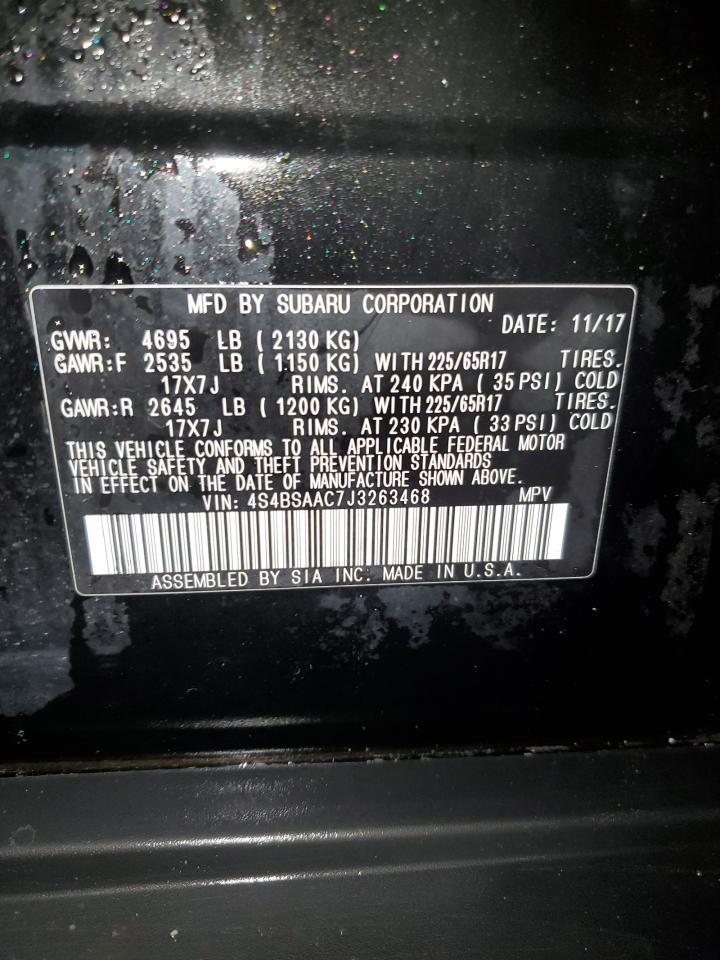 MFD BY SUBARU CORPORATION
DATE: 11/17
GVWR: 4695 LB ( 2130 KG)
GAWR:F 2535 LB ( 1150 KG) WITH 225/65R17 TIRES.
17X7J RIMS. AT 240 KPA ( 35 PSI) COLD
GAWR:R 2645 LB ( 1200 KG) WITH 225/65R17 TIRES.
17X7J RIMS. AT 230 KPA ( 33 PSI) COLD
THIS VEHICLE CONFORMS TO ALL APPLICABLE FEDERAL MOTOR
VEHICLE SAFETY AND THEFT PREVENTION STANDARDS
IN EFFECT ON THE DATE OF MANUFACTURE SHOWN ABOVE.
VIN: 4S4BSAAC7J3263468 MPV
ASSEMBLED BY SIA INC. MADE IN U.S.A.